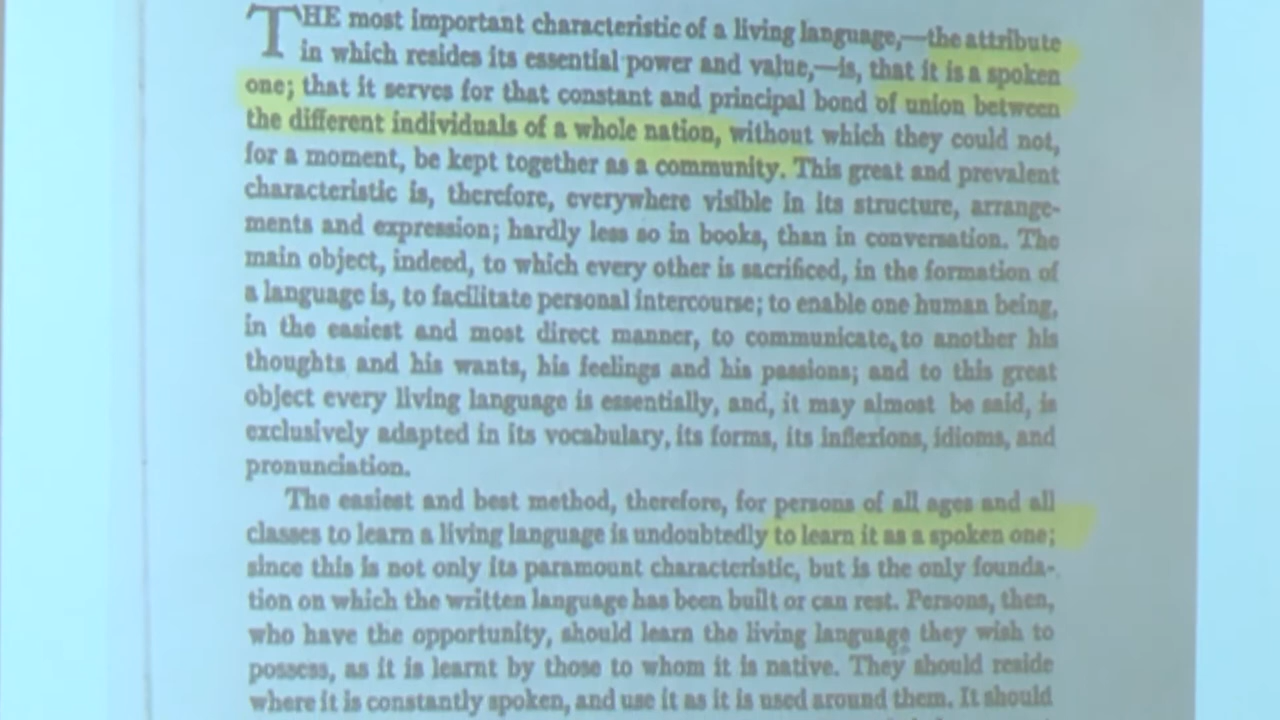 THE most important characteristic of a living language,—the attribute
in which resides its essential power and value,—is, that it is a spoken
one; that it serves for that constant and principal bond of union between
the different individuals of a whole nation, without which they could not,
for a moment, be kept together as a community. This great and prevalent
characteristic is, therefore, everywhere visible in its structure, arrange-
ments and expression; hardly less so in books, than in conversation. The
main object, indeed, to which every other is sacrificed, in the formation of
a language is, to facilitate personal intercourse; to enable one human being,
in the easiest and most direct manner, to communicate, to another his
thoughts and his wants, his feelings and his passions; and to this great
object every living language is essentially, and, it may almost be said, is
exclusively adapted in its vocabulary, its forms, its inflexions, idioms, and
pronunciation.
The easiest and best method, therefore, for persons of all ages and all
classes to learn a living language is undoubtedly to learn it as a spoken one;
since this is not only its paramount characteristic, but is the only founda-
tion on which the written language has been built or can rest. Persons, then,
who have the opportunity, should learn the living language they wish to
possess, as it is learnt by those to whom it is native. They should reside
where it is constantly spoken, and use it as it is used around them. It should